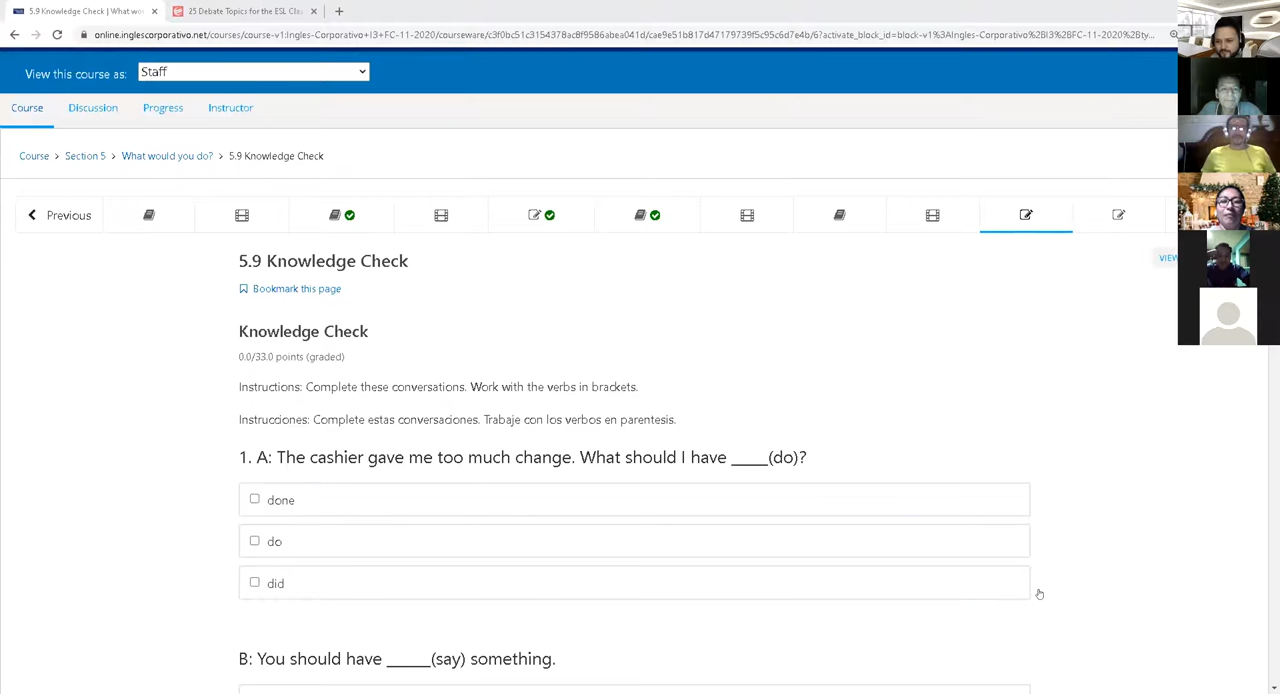 5.9 Knowledge Check | What wo
25 Debate Topics for the ESL Clas
online.inglescorporativo.net/courses/course-v1:Ingles-Corporativo+I3+FC-11-2020/courseware/
View this course as:
Staff
Course
Discussion
Progress
Instructor
Course > Section 5 > What would you do? > 5.9 Knowledge Check
Previous
5.9 Knowledge Check
VIEW
Bookmark this page
Knowledge Check
0.0/33.0 points (graded)
Instructions: Complete these conversations. Work with the verbs in brackets.
Instrucciones: Complete estas conversaciones. Trabaje con los verbos en parentesis.
1. A: The cashier gave me too much change. What should I have ____(do)?
done
do
did
B: You should have _____(say) something.